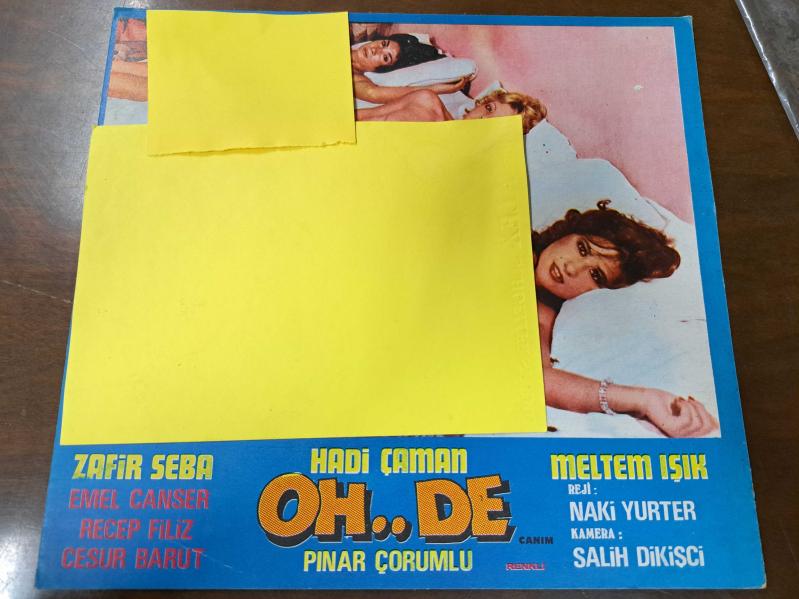 ZAFİR SEBA
EMEL CANSER
RECEP FİLİZ
CESUR BARUT
HADİ ÇAMAN
OH.. DE
CANIM
PINAR ÇORUMLU
RENKLİ
MELTEM IŞIK
REJİ :
NAKİ YURTER
KAMERA :
SALİH DİKİŞCİ